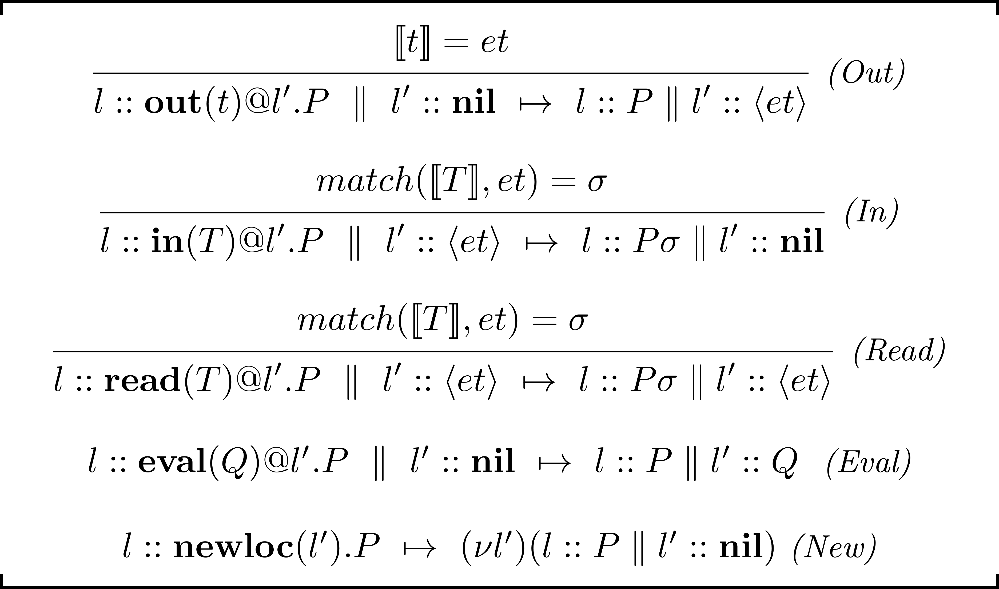 ⟦t⟧ = et
l :: out(t)@l′.P ∥ l′ :: nil ↦ l :: P ∥ l′ :: ⟨et⟩ (Out)
match(⟦T⟧, et) = σ
l :: in(T)@l′.P ∥ l′ :: ⟨et⟩ ↦ l :: Pσ ∥ l′ :: nil (In)
match(⟦T⟧, et) = σ
l :: read(T)@l′.P ∥ l′ :: ⟨et⟩ ↦ l :: Pσ ∥ l′ :: ⟨et⟩ (Read)
l :: eval(Q)@l′.P ∥ l′ :: nil ↦ l :: P ∥ l′ :: Q (Eval)
l :: newloc(l′).P ↦ (νl′)(l :: P ∥ l′ :: nil) (New)